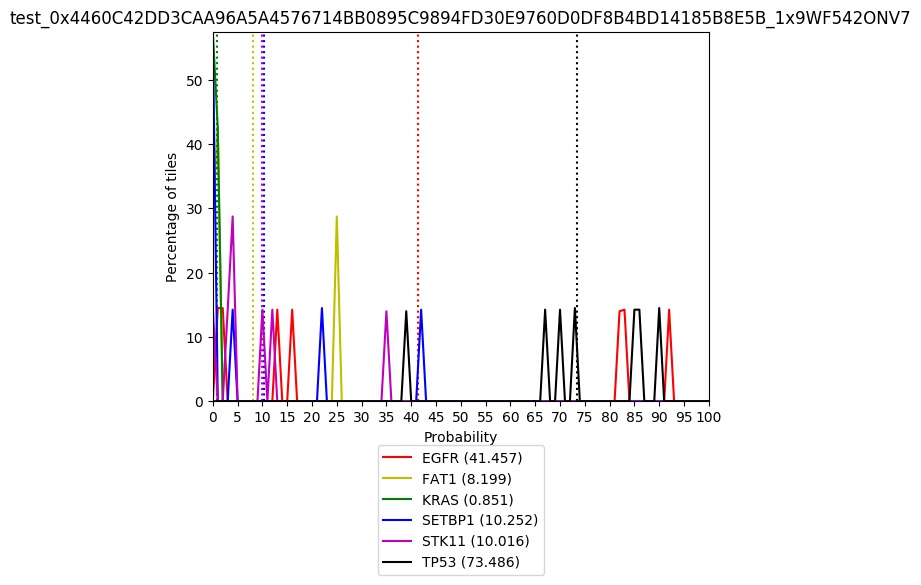 test_0x4460C42DD3CAA96A5A4576714BB0895C9894FD30E9760D0DF8B4BD14185B8E5B_1x9WF542ONV7
50
40
30
20
10
0
Percentage of tiles
0 5 10 15 20 25 30 35 40 45 50 55 60 65 70 75 80 85 90 95 100
Probability
EGFR (41.457)
FAT1 (8.199)
KRAS (0.851)
SETBP1 (10.252)
STK11 (10.016)
TP53 (73.486)